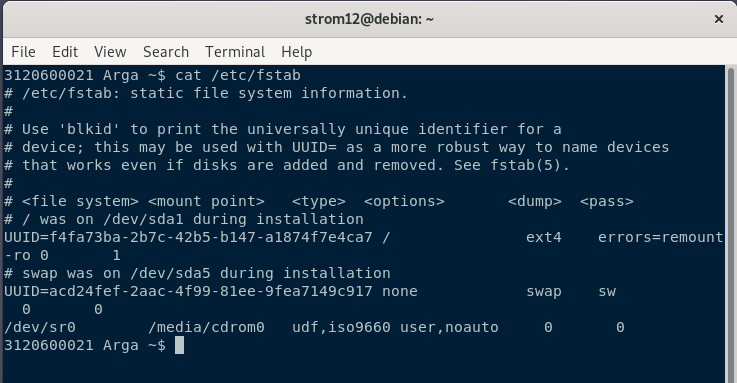 strom12@debian: ~
×
File Edit View Search Terminal Help
3120600021 Arga ~$ cat /etc/fstab
# /etc/fstab: static file system information.
#
# Use 'blkid' to print the universally unique identifier for a
# device; this may be used with UUID= as a more robust way to name devices
# that works even if disks are added and removed. See fstab(5).
#
# <file system> <mount point>   <type>  <options>       <dump>  <pass>
# / was on /dev/sda1 during installation
UUID=f4fa73ba-2b7c-42b5-b147-a1874f7e4ca7 /               ext4    errors=remount
-ro 0       1
# swap was on /dev/sda5 during installation
UUID=acd24fef-2aac-4f99-81ee-9fea7149c917 none            swap    sw
  0       0
/dev/sr0        /media/cdrom0   udf,iso9660 user,noauto     0       0
3120600021 Arga ~$